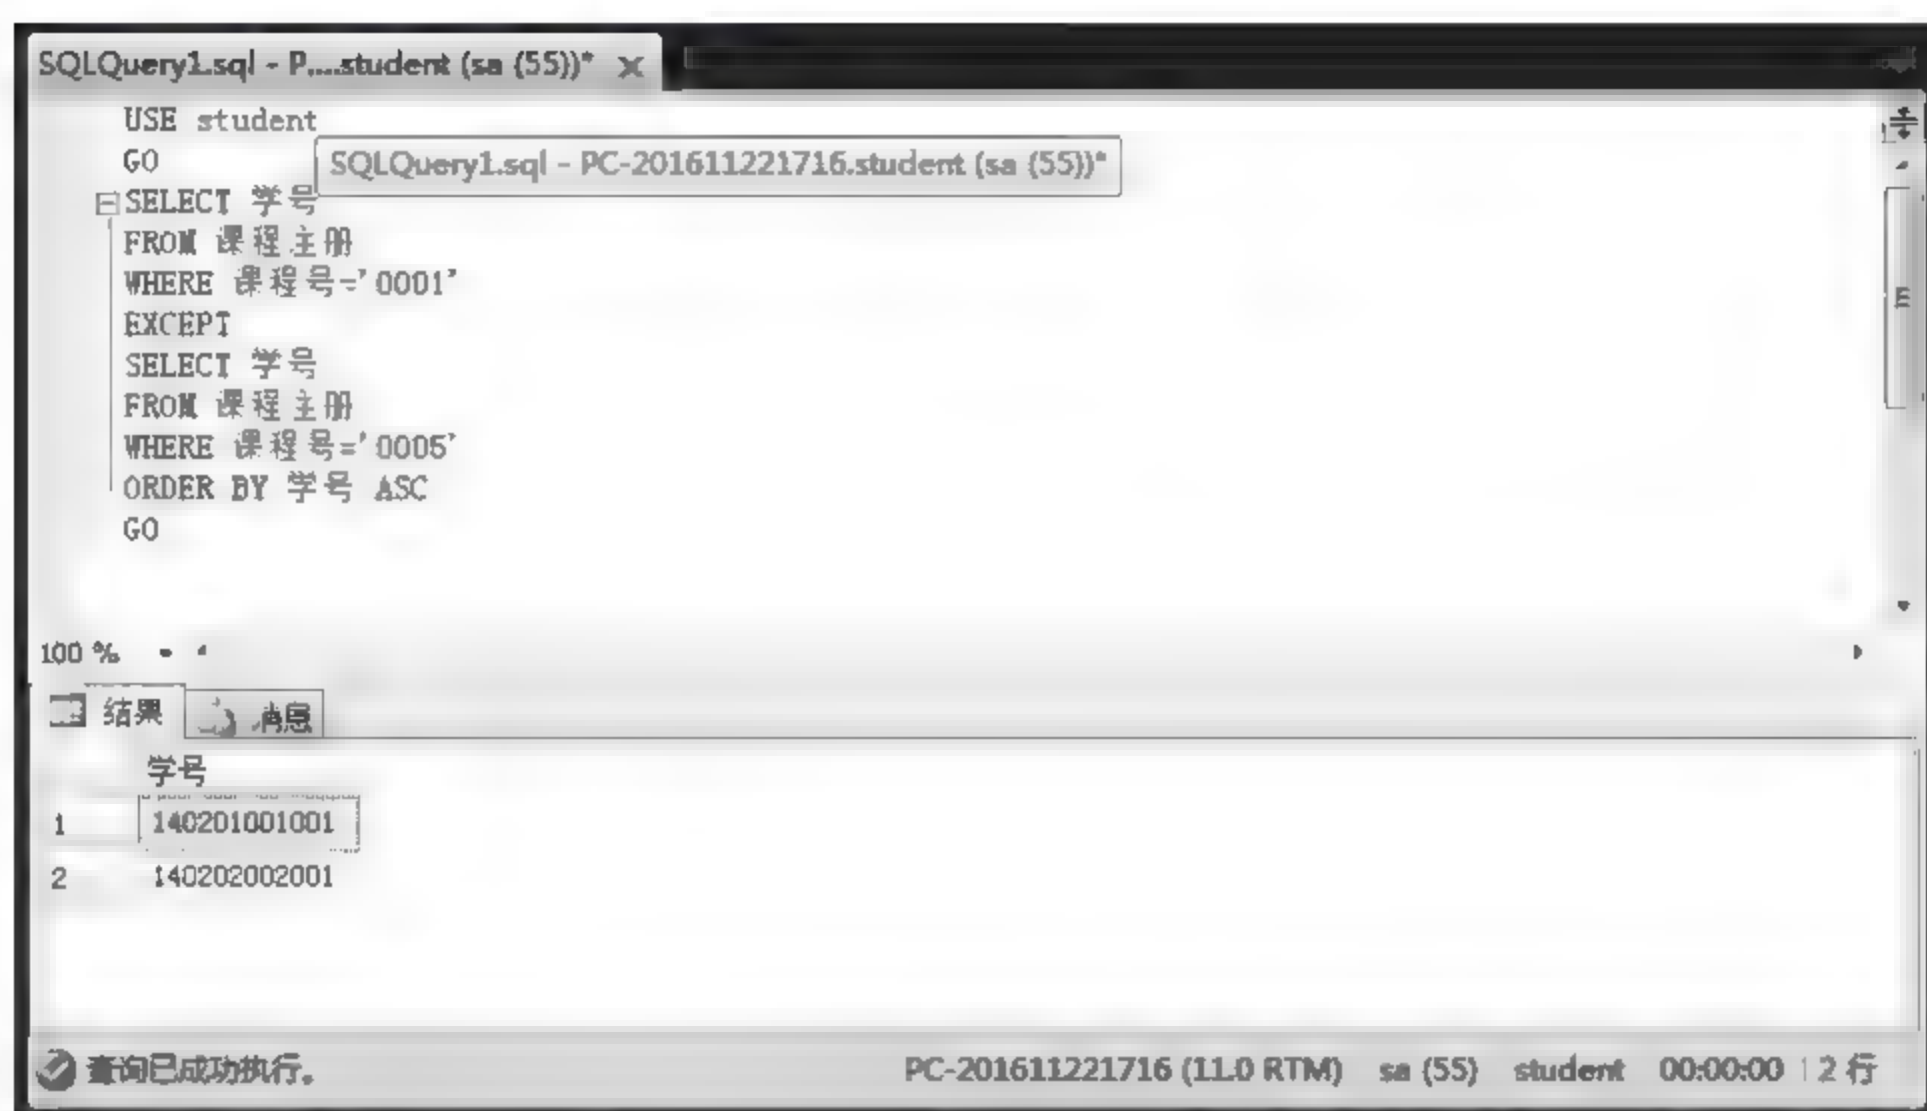 SQLQuery1.sql - P....student (sa (55))* ×
USE student
GO
SQLQuery1.sql - PC-201611221716.student (sa (55))*
SELECT 学号
FROM 课程主册
WHERE 课程号='0001'
EXCEPT
SELECT 学号
FROM 课程主册
WHERE 课程号='0005'
ORDER BY 学号 ASC
GO
100 %
结果 消息
学号
1 140201001001
2 140202002001
查询已成功执行。 PC-201611221716 (11.0 RTM) sa (55) student 00:00:00 2 行